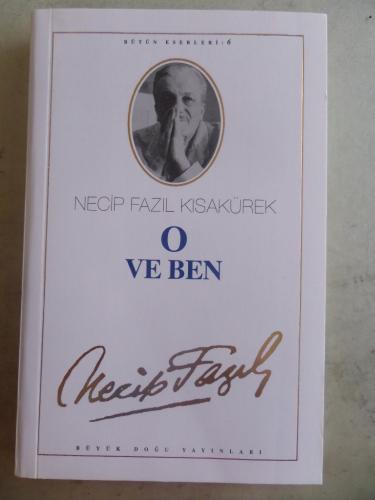 BÜTÜN ESERLERİ: 6
NECİP FAZIL KISAKÜREK
O
VE BEN
Necip Fazıl
BÜYÜK DOĞU YAYINLARI